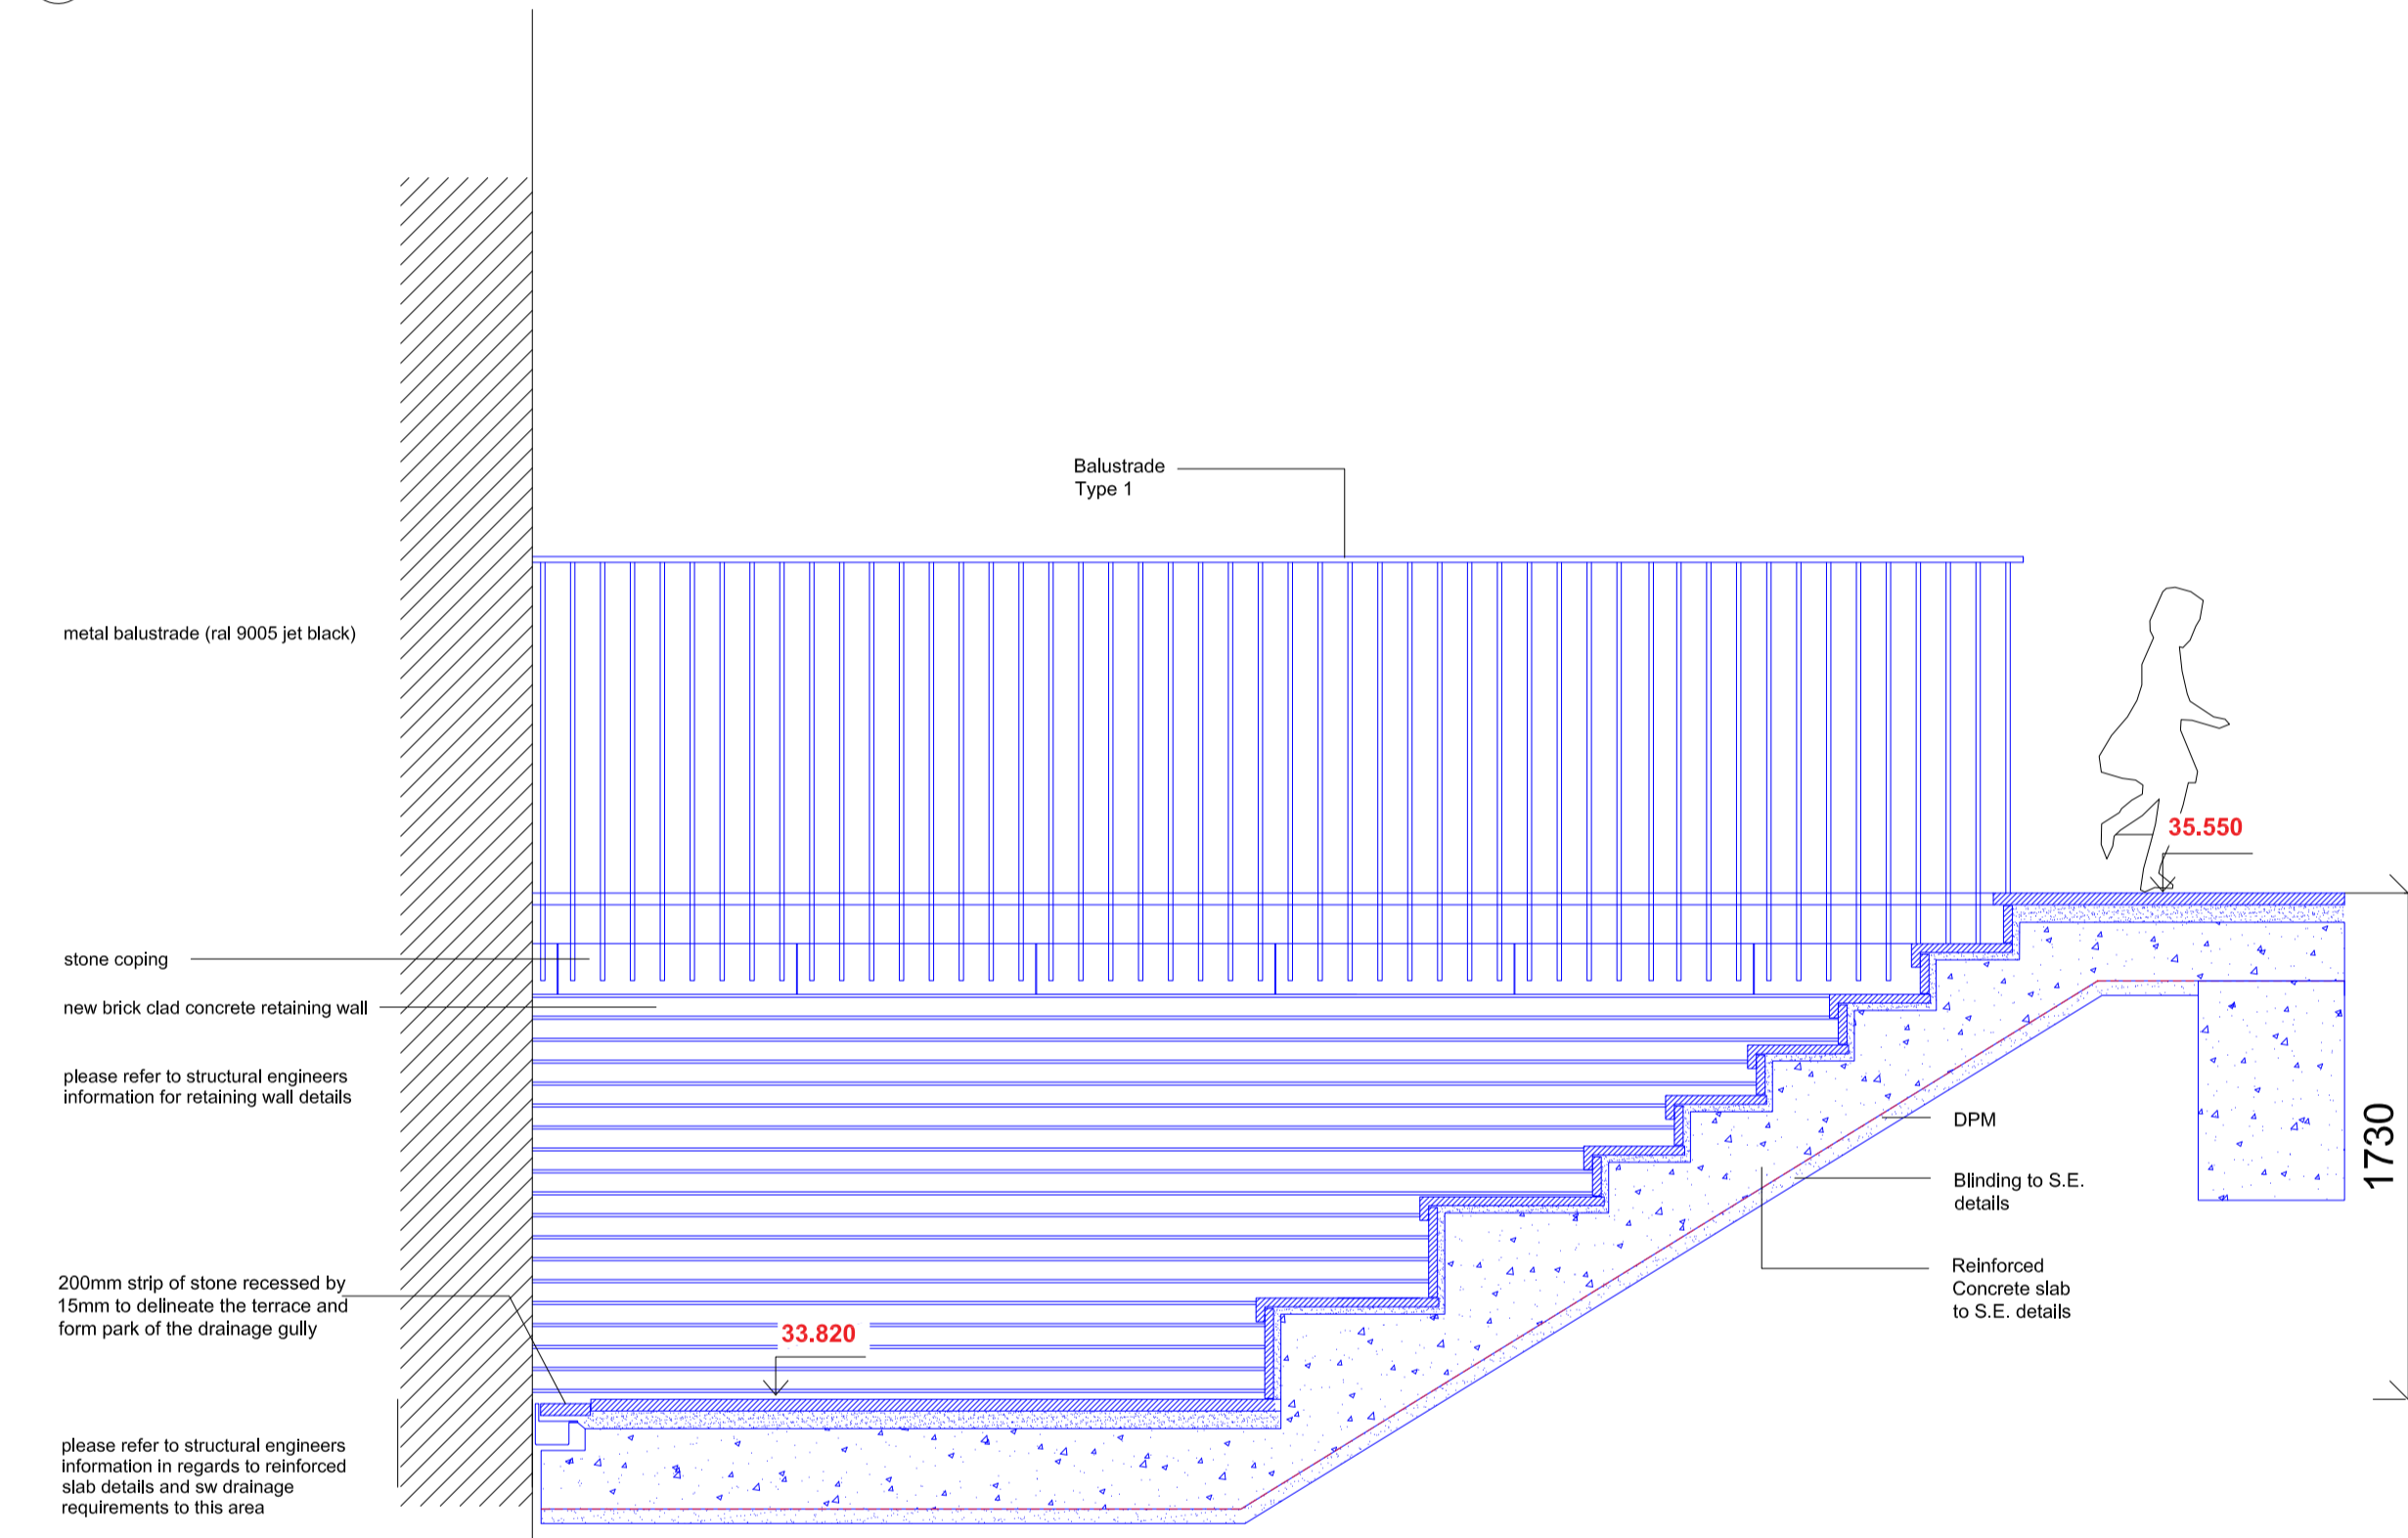 Balustrade
Type 1
metal balustrade (ral 9005 jet black)
35.550
stone coping
new brick clad concrete retaining wall
please refer to structural engineers
information for retaining wall details
DPM
1730
Blinding to S.E.
details
Reinforced
Concrete slab
to S.E. details
200mm strip of stone recessed by
15mm to delineate the terrace and
form park of the drainage gully
33.820
please refer to structural engineers
information in regards to reinforced
slab details and sw drainage
requirements to this area